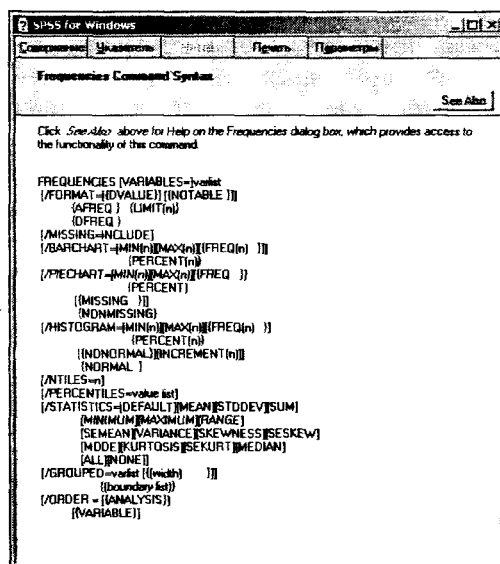 SPSS for Windows
Содержание Указатель Печать Параметры
Frequencies Command Syntax
See Also
Click See Also above for Help on the Frequencies dialog box, which provides access to
the functionality of this command.
FREQUENCIES [VARIABLES=]varlist
[/FORMAT=[{DVALUE}] [{NOTABLE }]]
{AFREQ } {LIMIT(n)}
{DFREQ }
[/MISSING=INCLUDE]
[/BARCHART=[MIN(n)][MAX(n)][{FREQ(n) }]]
{PERCENT(n)}
[/PIECHART=[MIN(n)][MAX(n)][{FREQ }]
{PERCENT}
[{MISSING }]]
{NONMISSING}
[/HISTOGRAM=[MIN(n)][MAX(n)][{FREQ(n) }]
{PERCENT(n)}
[{NONORMAL}][INCREMENT(n)]]
{NORMAL }
[/NTILES=n]
[/PERCENTILES=value list]
[/STATISTICS=[DEFAULT][MEAN][STDDEV][SUM]
[MINIMUM][MAXIMUM][RANGE]
[SEMEAN][VARIANCE][SKEWNESS][SESKEW]
[MODE][KURTOSIS][SEKURT][MEDIAN]
[ALL][NONE]]
[/GROUPED=varlist [{(width) }]]
{(boundary list)}
[/ORDER = [{ANALYSIS}]
[{VARIABLE}]